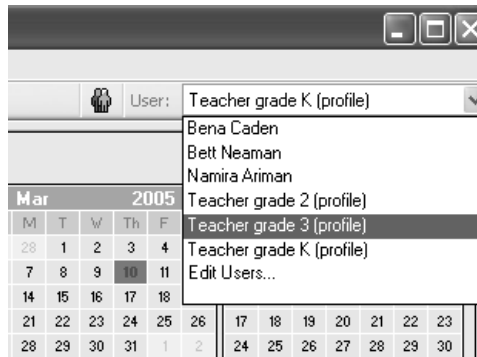 User: Teacher grade K (profile)
Bena Caden
Bett Neaman
Namira Ariman
Teacher grade 2 (profile)
Teacher grade 3 (profile)
Teacher grade K (profile)
Edit Users...
Mar 2005
M T W Th F
28 1 2 3 4
7 8 9 10 11
14 15 16 17 18
21 22 23 24 25 26 17 18 19 20 21 22 23
28 29 30 31 1 2 24 25 26 27 28 29 30